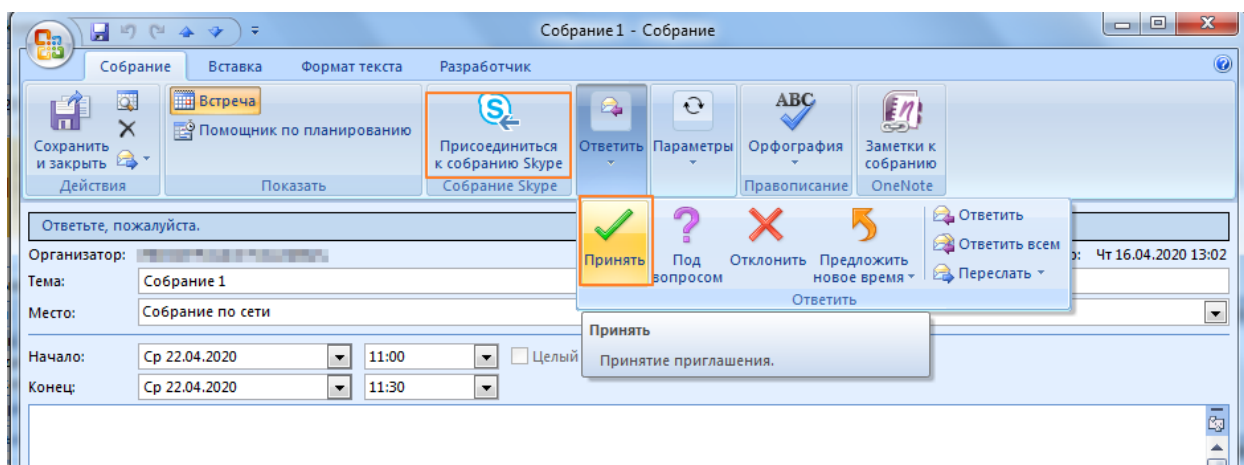 Собрание 1 - Собрание
Собрание Вставка Формат текста Разработчик
Сохранить и закрыть
Действия
Встреча
Помощник по планированию
Показать
Присоединиться к собранию Skype
Собрание Skype
Ответить
Параметры
ABC
Орфография
Правописание
Заметки к собранию
OneNote
Принять
Под вопросом
Отклонить
Предложить новое время
Ответить
Ответить всем
Переслать
Ответить
Принять
Принятие приглашения.
Ответьте, пожалуйста.
Организатор:
Чт 16.04.2020 13:02
Тема: Собрание 1
Место: Собрание по сети
Начало: Ср 22.04.2020 11:00 Целый
Конец: Ср 22.04.2020 11:30